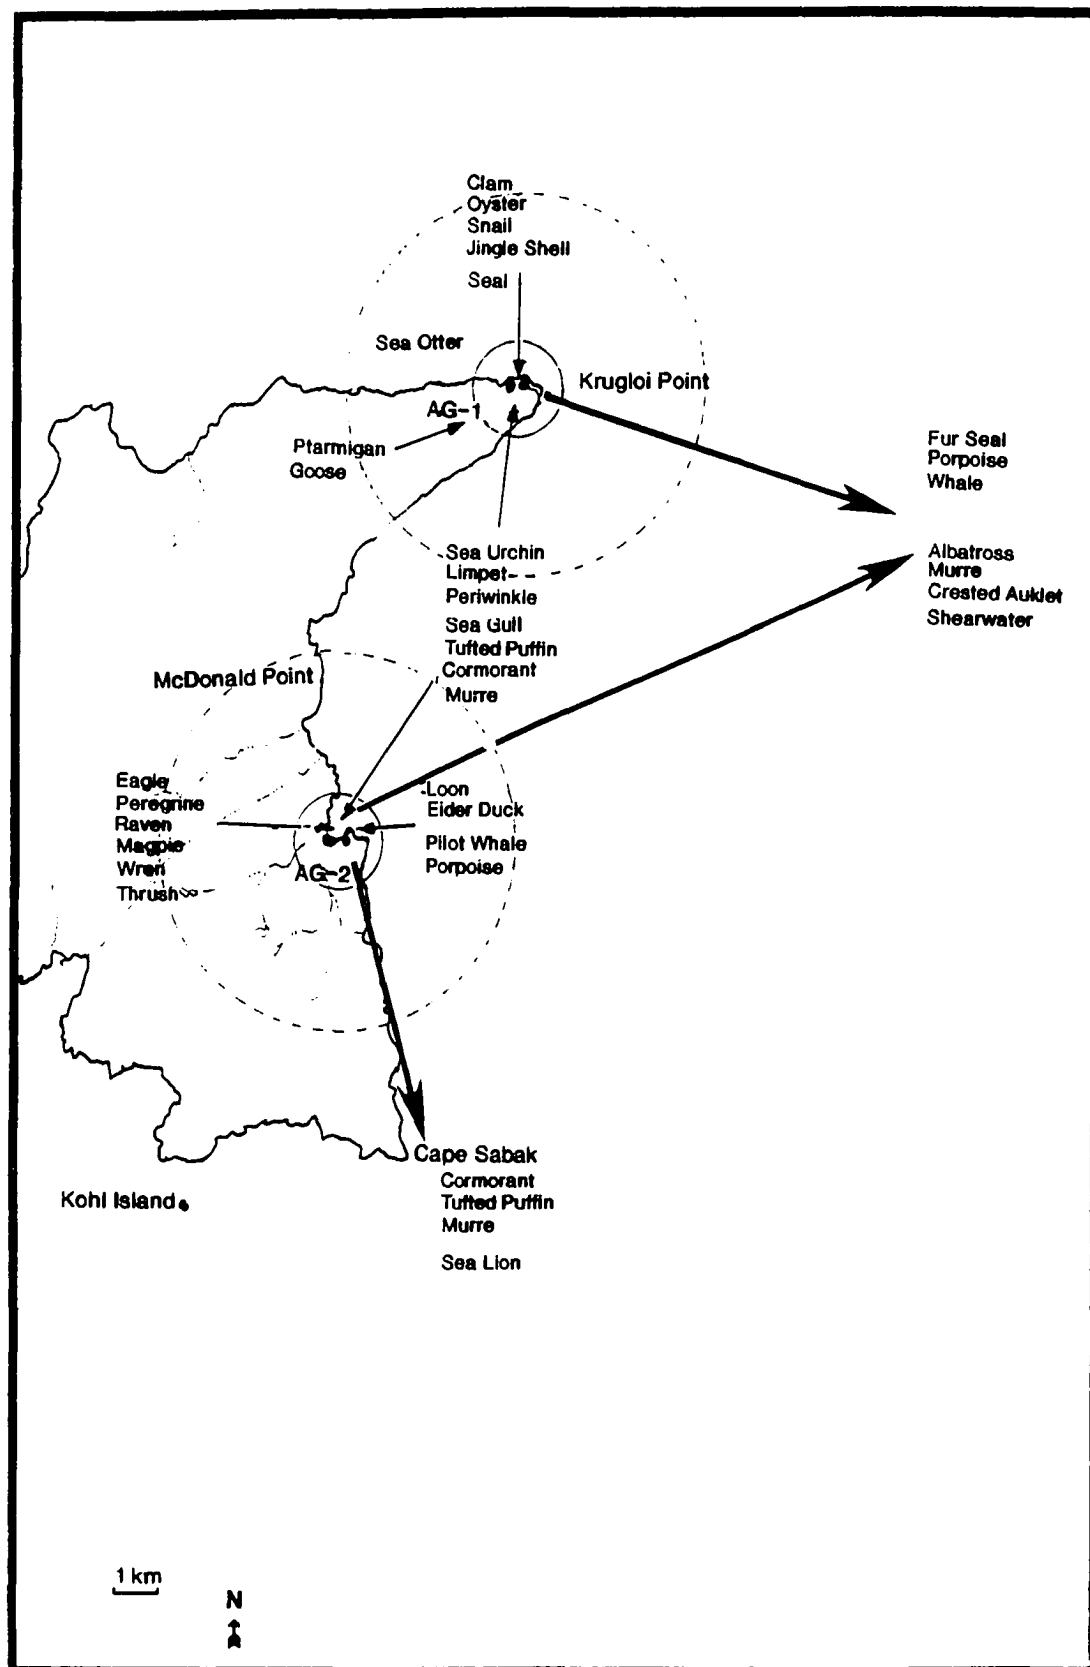 Clam
Oyster
Snail
Jingle Shell
Seal
Sea Otter
Krugloi Point
AG-1
Ptarmigan
Goose
Fur Seal
Porpoise
Whale
Albatross
Murre
Crested Auklet
Shearwater
Sea Urchin
Limpet
Periwinkle
Sea Gull
Tufted Puffin
Cormorant
Murre
McDonald Point
Eagle
Peregrine
Raven
Magpie
Wren
Thrush
Loon
Eider Duck
Pilot Whale
Porpoise
AG-2
Cape Sabak
Cormorant
Tufted Puffin
Murre
Sea Lion
Kohl Island
1 km
N